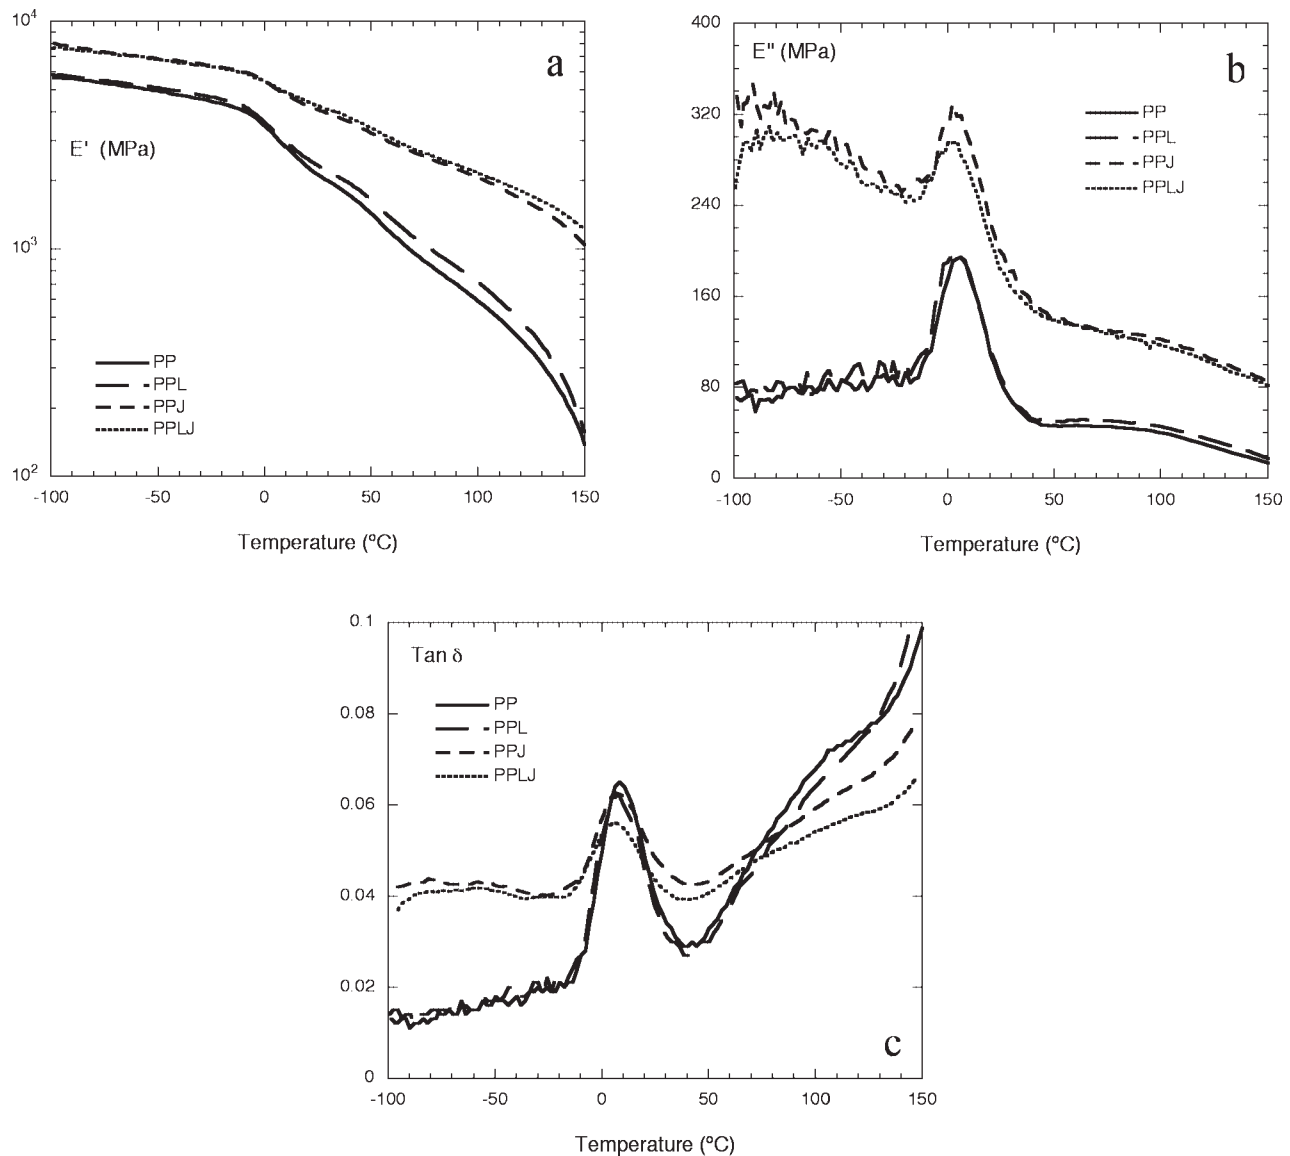 10⁴
10³
10²
E' (MPa)
a
PP
PPL
PPJ
PPLJ
-100 -50 0 50 100 150
Temperature (ºC)
400
320
240
160
80
0
E" (MPa)
b
PP
PPL
PPJ
PPLJ
-100 -50 0 50 100 150
Temperature (ºC)
0.1
0.08
0.06
0.04
0.02
0
Tan δ
PP
PPL
PPJ
PPLJ
c
-100 -50 0 50 100 150
Temperature (ºC)